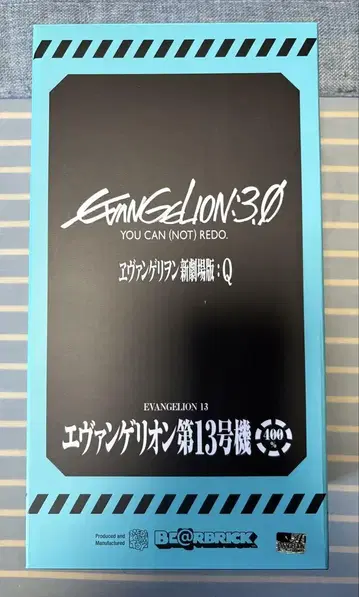 EVANGELION:3.0
YOU CAN (NOT) REDO.
ヱヴァンゲリヲン新劇場版:Q
EVANGELION 13
エヴァンゲリオン第13号機
400%
Produced and
Manufactured
BE@RBRICK